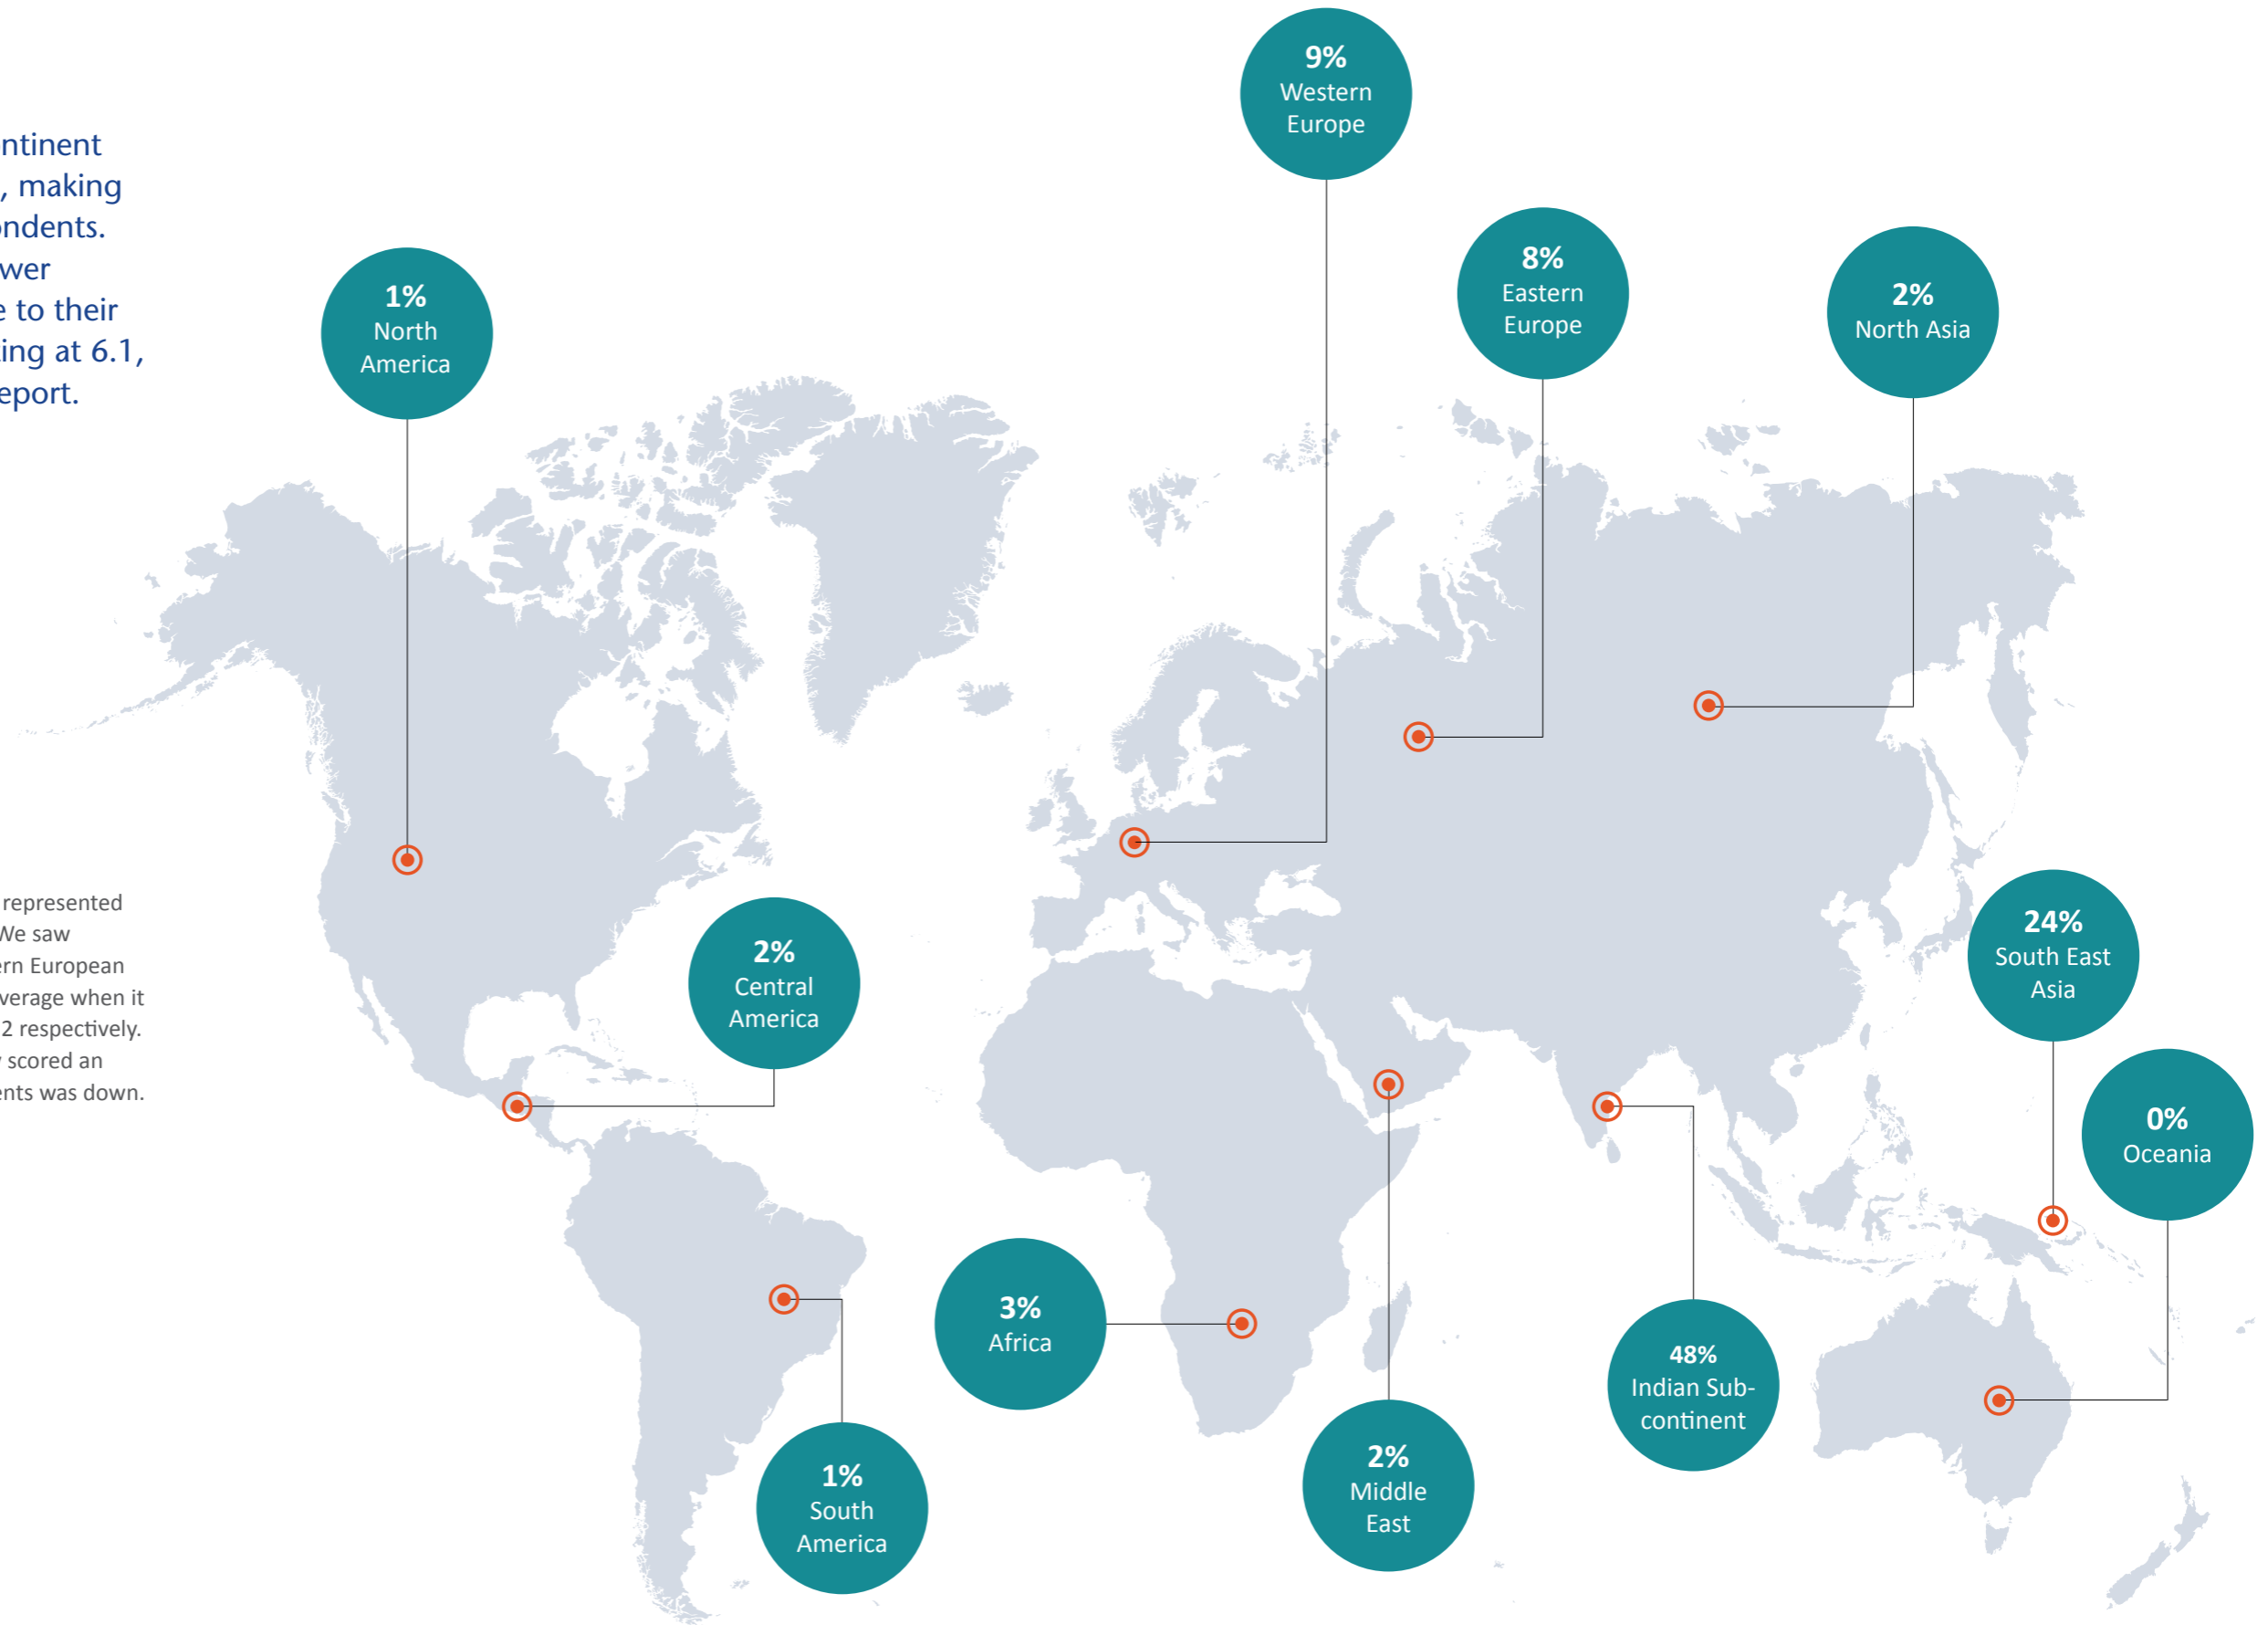 ntinent
, making
ondents.
wer
e to their
ing at 6.1,
eport.
represented
We saw
ern European
verage when it
2 respectively.
scored an
ents was down.
9%
Western
Europe
8%
Eastern
Europe
2%
North Asia
1%
North
America
2%
Central
America
24%
South East
Asia
0%
Oceania
3%
Africa
48%
Indian Sub-
continent
1%
South
America
2%
Middle
East